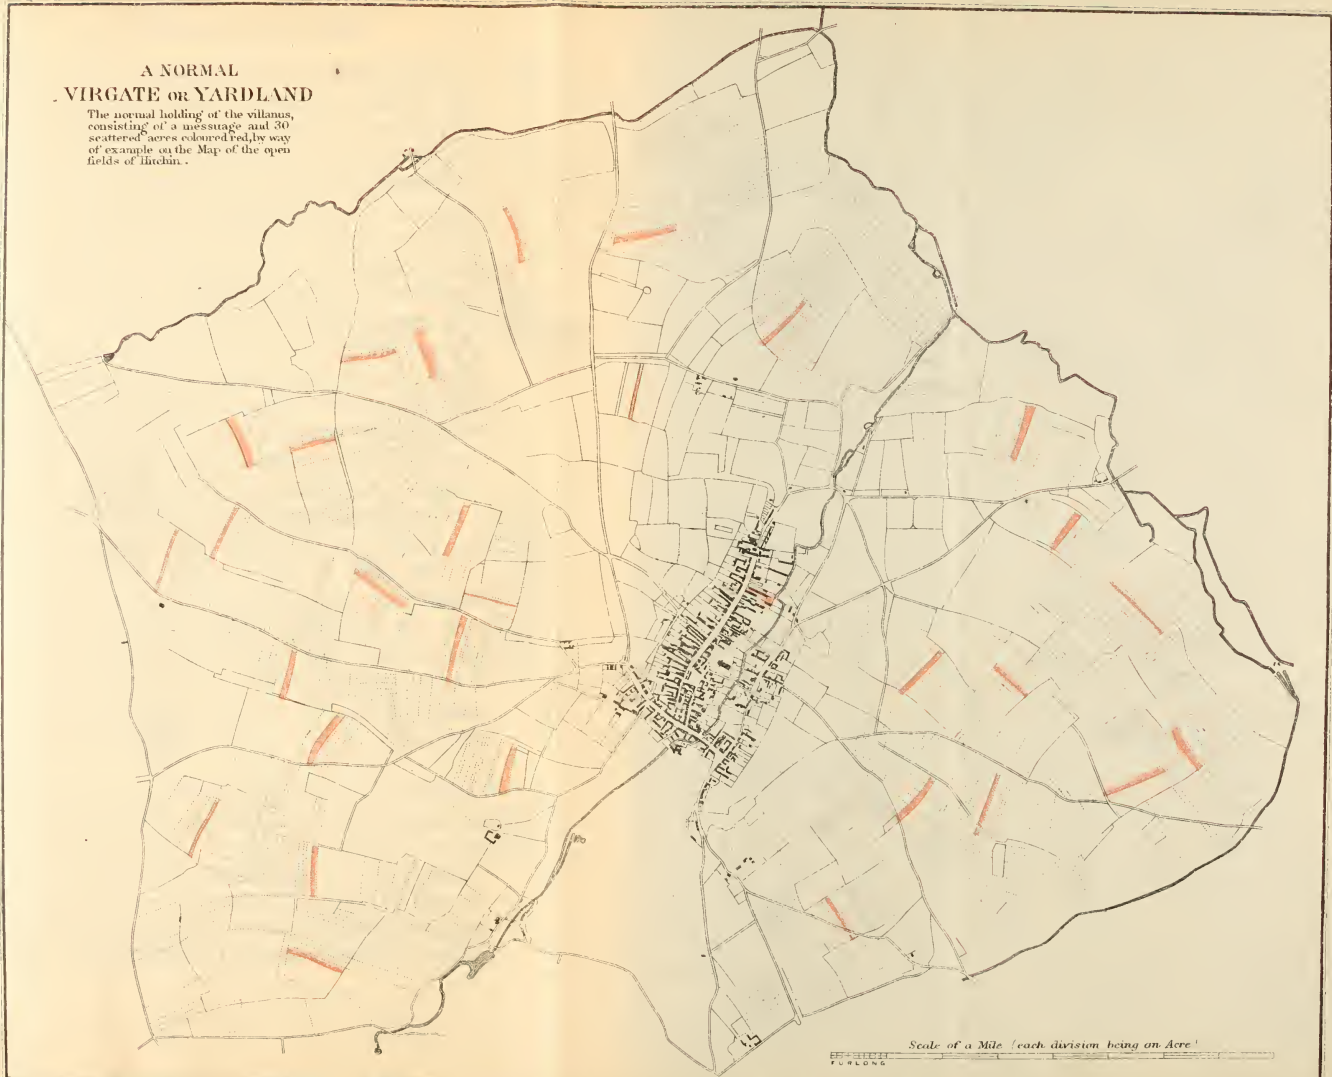 A NORMAL
VIRGATE OR YARDLAND
The normal holding of the villanus,
consisting of a messuage and 30
scattered acres coloured red, by way
of example on the Map of the open
fields of Hitchin.
Scale of a Mile (each division being an Acre)
FURLONG